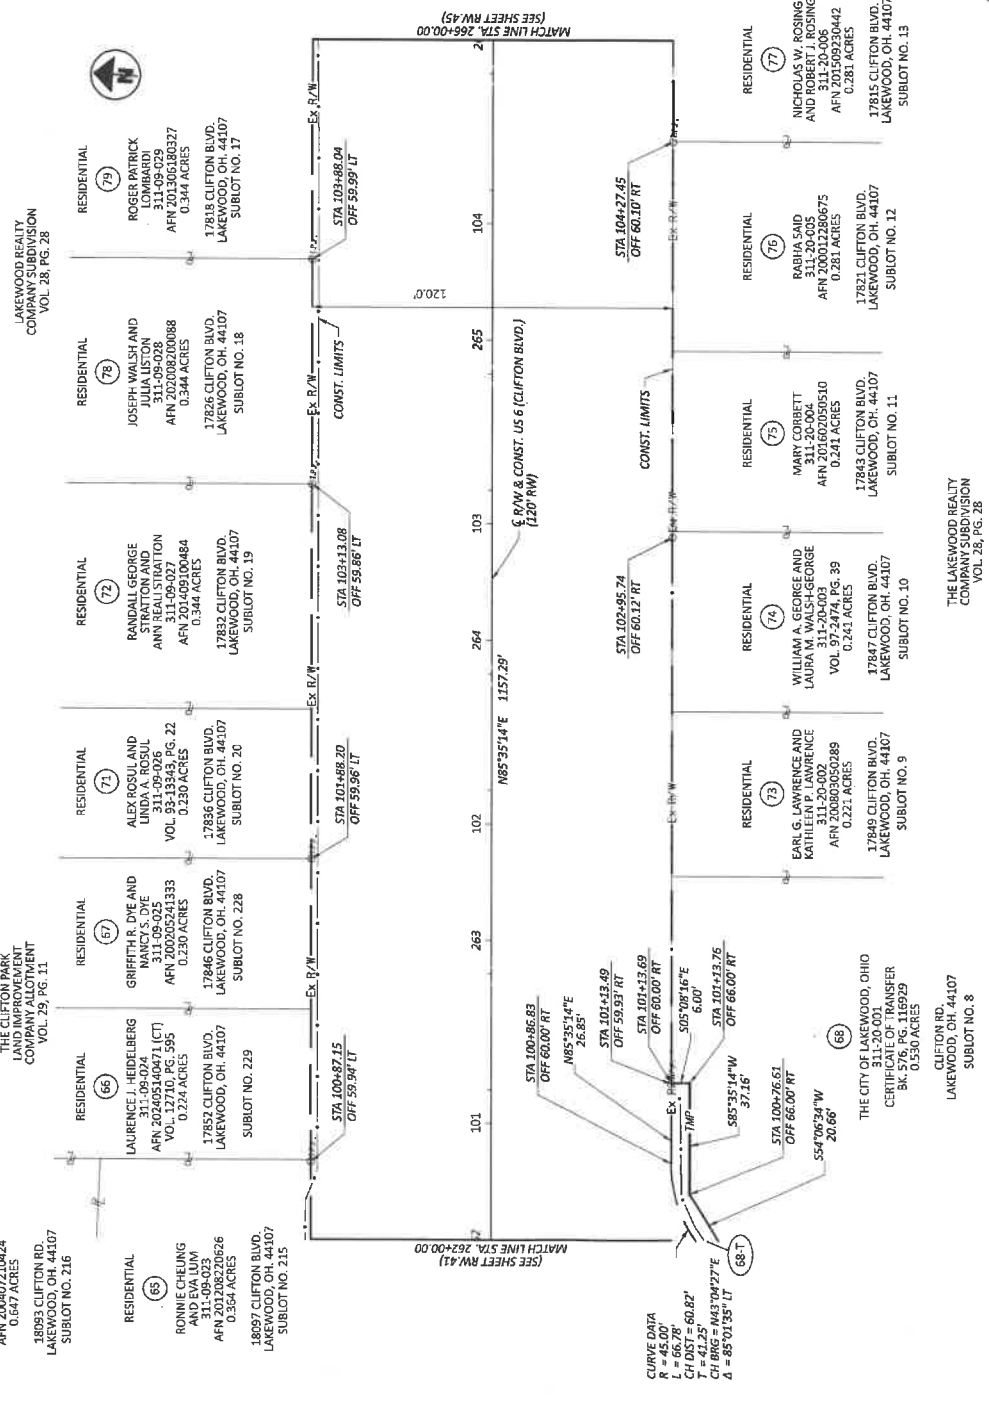 LAKEWOOD REALTY
COMPANY SUBDIVISION
VOL. 28, PG. 28
THE CLIFTON PARK
LAND IMPROVEMENT
COMPANY ALLOTMENT
VOL. 29, PG. 11
N
0.647 ACRES
18093 CLIFTON RD.
LAKEWOOD, OH. 44107
SUBLOT NO. 216
RESIDENTIAL
65
RONNIE CHEUNG
AND EVA LUM
311-09-023
AFN 201208220626
0.364 ACRES
18097 CLIFTON BLVD.
LAKEWOOD, OH. 44107
SUBLOT NO. 215
RESIDENTIAL
66
LAURENCE J. HEIDELBERG
311-09-024
AFN 202405140471 (CT)
VOL. 12710, PG. 595
0.224 ACRES
17852 CLIFTON BLVD.
LAKEWOOD, OH. 44107
SUBLOT NO. 229
RESIDENTIAL
67
GRIFFITH R. DYE AND
NANCY S. DYE
311-09-025
AFN 200205241333
0.230 ACRES
17846 CLIFTON BLVD.
LAKEWOOD, OH. 44107
SUBLOT NO. 228
RESIDENTIAL
71
ALEX ROSUL AND
LINDA A. ROSUL
311-09-026
VOL. 93-13343, PG. 22
0.230 ACRES
17836 CLIFTON BLVD.
LAKEWOOD, OH. 44107
SUBLOT NO. 20
RESIDENTIAL
72
RANDALL GEORGE
STRATTON AND
ANN REALI STRATTON
311-09-027
AFN 201409100484
0.344 ACRES
17832 CLIFTON BLVD.
LAKEWOOD, OH. 44107
SUBLOT NO. 19
RESIDENTIAL
78
JOSEPH WALSH AND
JULIA LISTON
311-09-028
AFN 202008200088
0.344 ACRES
17826 CLIFTON BLVD.
LAKEWOOD, OH. 44107
SUBLOT NO. 18
RESIDENTIAL
79
ROGER PATRICK
LOMBARDI
311-09-029
AFN 201306180327
0.344 ACRES
17818 CLIFTON BLVD.
LAKEWOOD, OH. 44107
SUBLOT NO. 17
Ex R/W
Ex R/W
Ex R/W
Ex R/W
STA 100+87.15
OFF 59.94' LT
STA 101+88.20
OFF 59.96' LT
STA 103+13.08
OFF 59.86' LT
CONST. LIMITS
STA 103+88.04
OFF 59.99' LT
120.0'
MATCH LINE STA. 262+00.00
(SEE SHEET RW.41)
MATCH LINE STA. 266+00.00
(SEE SHEET RW.45)
101
263
102
264
103
265
104
N85°35'14"E 1157.29'
℄ R/W & CONST. US 6 (CLIFTON BLVD.)
(120' RW)
STA 100+86.83
OFF 60.00' RT
N85°35'14"E
26.85'
STA 101+13.49
OFF 59.93' RT
STA 101+13.69
OFF 60.00' RT
S05°08'16"E
6.00'
STA 101+13.76
OFF 66.00' RT
STA 102+95.74
OFF 60.12' RT
CONST. LIMITS
STA 104+27.45
OFF 60.10' RT
Ex R/W
Ex R/W
Ex R/W
TMP
S85°35'14"W
37.16'
STA 100+76.61
OFF 66.00' RT
S54°06'34"W
20.66'
68-T
CURVE DATA
R = 45.00'
L = 66.78'
CH DIST = 60.82'
T = 41.25'
CH BRG = N43°04'27"E
Δ = 85°01'35" LT
68
THE CITY OF LAKEWOOD, OHIO
311-20-001
CERTIFICATE OF TRANSFER
BK. 576, PG. 116929
0.530 ACRES
CLIFTON RD.
LAKEWOOD, OH. 44107
SUBLOT NO. 8
RESIDENTIAL
73
EARL G. LAWRENCE AND
KATHLEEN P. LAWRENCE
311-20-002
AFN 200803050289
0.221 ACRES
17849 CLIFTON BLVD.
LAKEWOOD, OH. 44107
SUBLOT NO. 9
RESIDENTIAL
74
WILLIAM A. GEORGE AND
LAURA M. WALSH-GEORGE
311-20-003
VOL. 97-2474, PG. 39
0.241 ACRES
17847 CLIFTON BLVD.
LAKEWOOD, OH. 44107
SUBLOT NO. 10
RESIDENTIAL
75
MARY CORBETT
311-20-004
AFN 201602050510
0.241 ACRES
17843 CLIFTON BLVD.
LAKEWOOD, OH. 44107
SUBLOT NO. 11
RESIDENTIAL
76
RABHA SAID
311-20-005
AFN 200012280675
0.281 ACRES
17821 CLIFTON BLVD.
LAKEWOOD, OH. 44107
SUBLOT NO. 12
RESIDENTIAL
77
NICHOLAS W. ROSING
AND ROBERT J. ROSING
311-20-006
AFN 201509230442
0.281 ACRES
17815 CLIFTON BLVD.
LAKEWOOD, OH. 44107
SUBLOT NO. 13
THE LAKEWOOD REALTY
COMPANY SUBDIVISION
VOL. 28, PG. 28